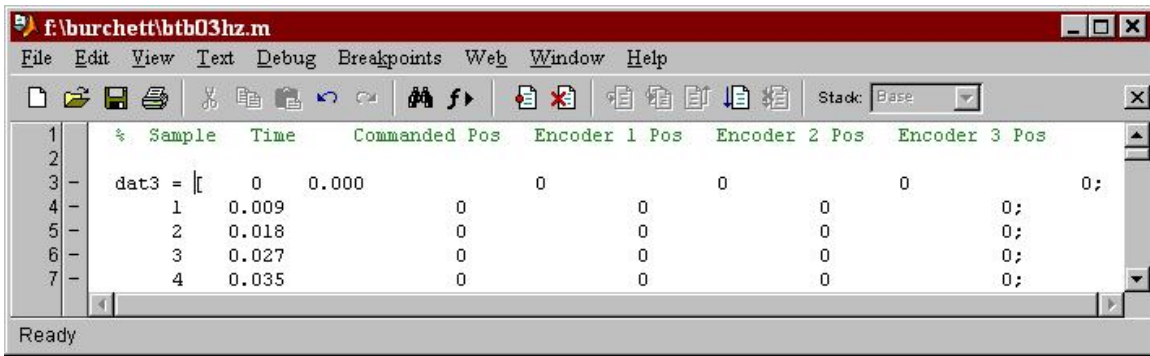 f:\burchett\btb03hz.m
File Edit View Text Debug Breakpoints Web Window Help
Stack: Base
1 % Sample Time Commanded Pos Encoder 1 Pos Encoder 2 Pos Encoder 3 Pos
2
3 – dat3 = [ 0 0.000 0 0 0 0;
4 – 1 0.009 0 0 0 0;
5 – 2 0.018 0 0 0 0;
6 – 3 0.027 0 0 0 0;
7 – 4 0.035 0 0 0 0;
Ready